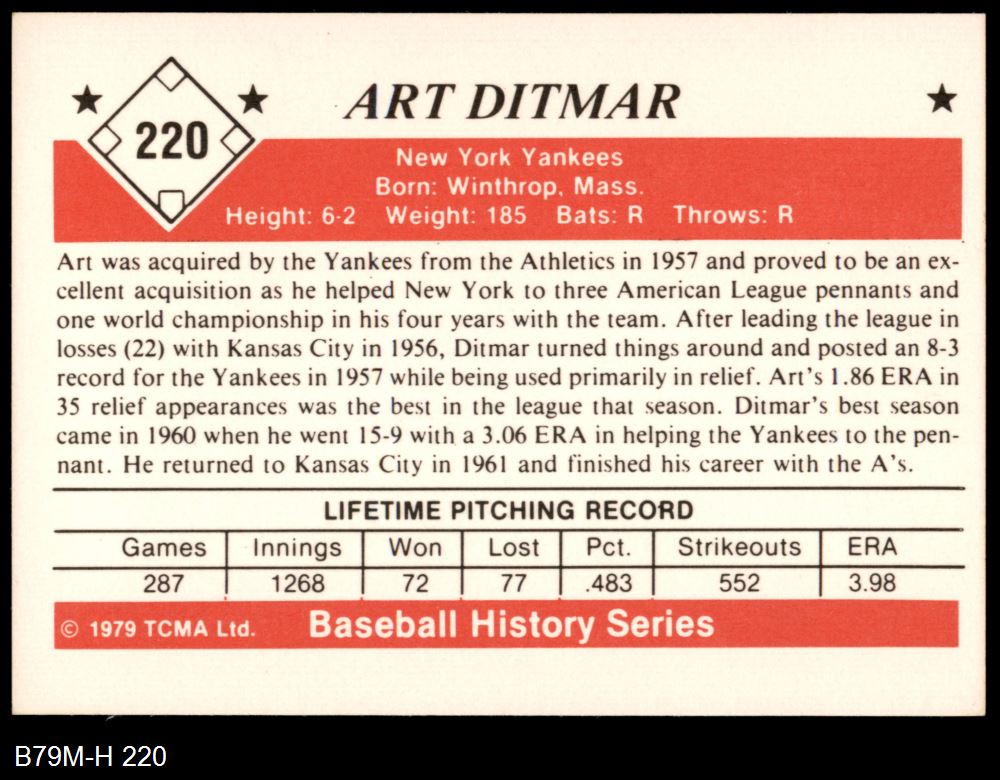 220
ART DITMAR
New York Yankees
Born: Winthrop, Mass.
Height: 6-2 Weight: 185 Bats: R Throws: R
Art was acquired by the Yankees from the Athletics in 1957 and proved to be an ex-
cellent acquisition as he helped New York to three American League pennants and
one world championship in his four years with the team. After leading the league in
losses (22) with Kansas City in 1956, Ditmar turned things around and posted an 8-3
record for the Yankees in 1957 while being used primarily in relief. Art's 1.86 ERA in
35 relief appearances was the best in the league that season. Ditmar's best season
came in 1960 when he went 15-9 with a 3.06 ERA in helping the Yankees to the pen-
nant. He returned to Kansas City in 1961 and finished his career with the A's.
LIFETIME PITCHING RECORD
Games Innings Won Lost Pct. Strikeouts ERA
287 1268 72 77 .483 552 3.98
© 1979 TCMA Ltd. Baseball History Series
B79M-H 220